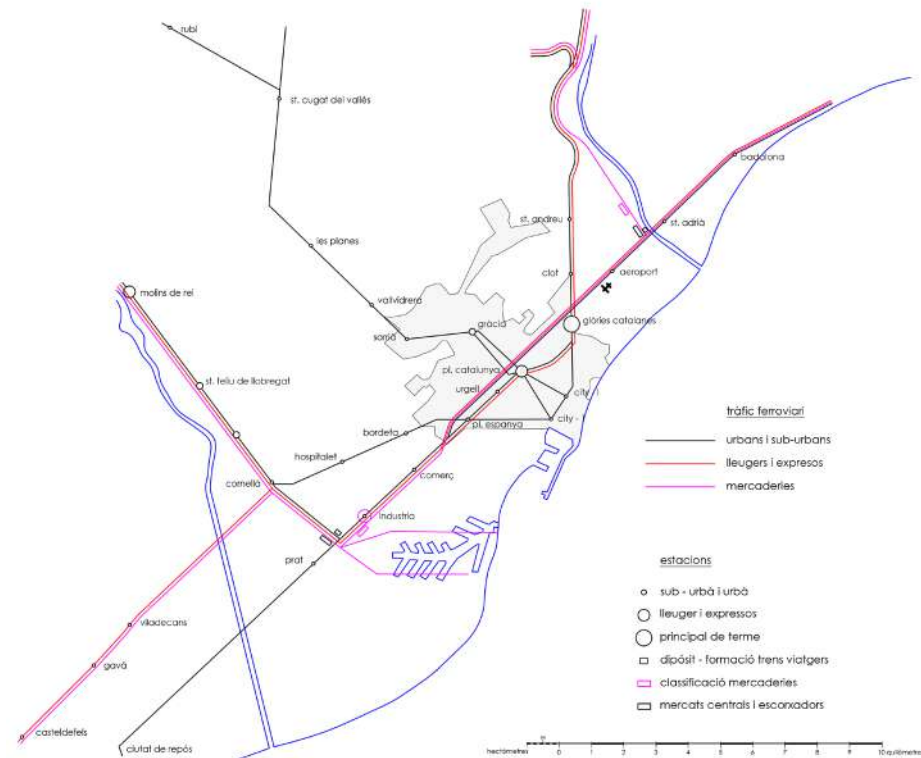 rubí
st. cugat del vallés
badalona
st. andreu
st. adrià
les planes
clot
aeroport
molins de rei
vallvidrera
gràcia
glòries catalanes
sarrià
pl. catalunya
st. feliu de llobregat
urgell
city - I
city -
pl. espanya
bordeta
hospitalet
cornellà
comerç
industria
prat
viladecans
gavà
casteldefels
ciutat de repòs
tràfic ferroviari
urbans i sub-urbans
lleugers i expresos
mercaderies
estacions
sub - urbà i urbà
lleuger i expressos
principal de terme
dipòsit - formació trens viatgers
classificació mercaderies
mercats centrals i escorxadors
hectòmetres 0 1 2 3 4 5 6 7 8 9 10 quilòmetres